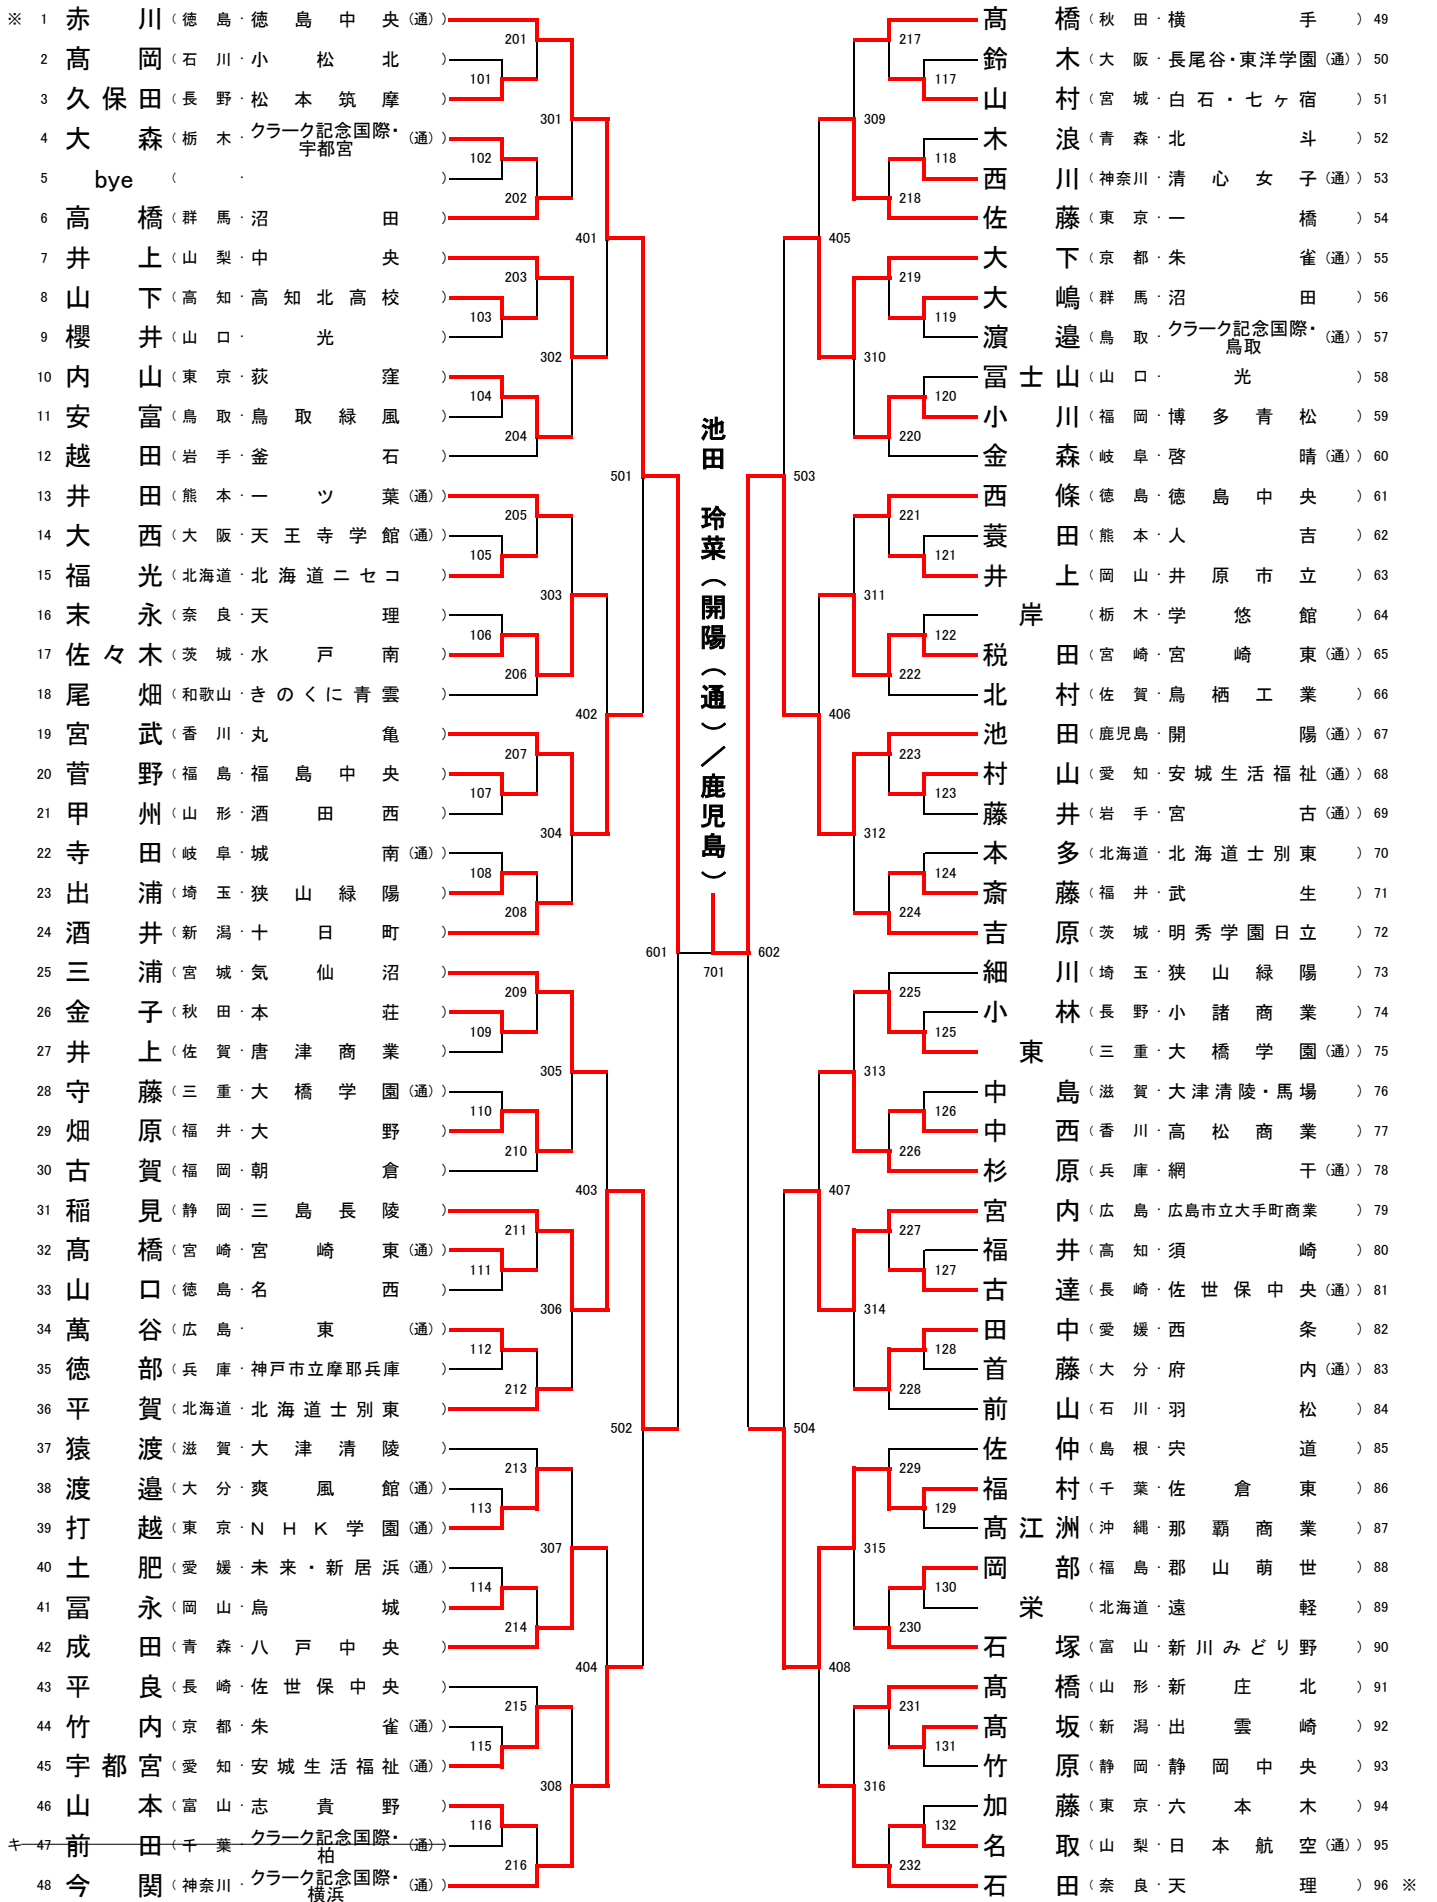 ※ 1 赤川（徳島・徳島中央（通））
2 髙岡（石川・小松北）
3 久保田（長野・松本筑摩）
4 大森（栃木・クラーク記念国際・宇都宮（通））
5 bye（・）
6 高橋（群馬・沼田）
7 井上（山梨・中央）
8 山下（高知・高知北高校）
9 櫻井（山口・光）
10 内山（東京・荻窪）
11 安富（鳥取・鳥取緑風）
12 越田（岩手・釜石）
13 井田（熊本・一ツ葉（通））
14 大西（大阪・天王寺学館（通））
15 福光（北海道・北海道ニセコ）
16 末永（奈良・天理）
17 佐々木（茨城・水戸南）
18 尾畑（和歌山・きのくに青雲）
19 宮武（香川・丸亀）
20 菅野（福島・福島中央）
21 甲州（山形・酒田西）
22 寺田（岐阜・城南（通））
23 出浦（埼玉・狭山緑陽）
24 酒井（新潟・十日町）
25 三浦（宮城・気仙沼）
26 金子（秋田・本荘）
27 井上（佐賀・唐津商業）
28 守藤（三重・大橋学園（通））
29 畑原（福井・大野）
30 古賀（福岡・朝倉）
31 稲見（静岡・三島長陵）
32 髙橋（宮崎・宮崎東（通））
33 山口（徳島・名西）
34 萬谷（広島・東（通））
35 徳部（兵庫・神戸市立摩耶兵庫）
36 平賀（北海道・北海道士別東）
37 猿渡（滋賀・大津清陵）
38 渡邉（大分・爽風館（通））
39 打越（東京・NHK学園（通））
40 土肥（愛媛・未来・新居浜（通））
41 冨永（岡山・烏城）
42 成田（青森・八戸中央）
43 平良（長崎・佐世保中央）
44 竹内（京都・朱雀（通））
45 宇都宮（愛知・安城生活福祉（通））
46 山本（富山・志貴野）
キ 47 前田（千葉・クラーク記念国際・柏（通））
48 今関（神奈川・クラーク記念国際・横浜（通））
201
101
102
202
203
103
104
204
205
105
106
206
207
107
108
208
209
109
110
210
211
111
112
212
213
113
114
214
215
115
116
216
301
302
303
304
305
306
307
308
401
402
403
404
501
502
601
池田 玲菜（開陽（通）／鹿児島）
701
602
503
504
405
406
407
408
309
310
311
312
313
314
315
316
217
117
118
218
219
119
120
220
221
121
122
222
223
123
124
224
225
125
126
226
227
127
128
228
229
129
130
230
231
131
132
232
髙橋（秋田・横手）49
鈴木（大阪・長尾谷・東洋学園（通））50
山村（宮城・白石・七ヶ宿）51
木浪（青森・北斗）52
西川（神奈川・清心女子（通））53
佐藤（東京・一橋）54
大下（京都・朱雀（通））55
大嶋（群馬・沼田）56
濵邉（鳥取・クラーク記念国際・鳥取（通））57
冨士山（山口・光）58
小川（福岡・博多青松）59
金森（岐阜・啓晴（通））60
西條（徳島・徳島中央）61
蓑田（熊本・人吉）62
井上（岡山・井原市立）63
岸（栃木・学悠館）64
税田（宮崎・宮崎東（通））65
北村（佐賀・鳥栖工業）66
池田（鹿児島・開陽（通））67
村山（愛知・安城生活福祉（通））68
藤井（岩手・宮古（通））69
本多（北海道・北海道士別東）70
斎藤（福井・武生）71
吉原（茨城・明秀学園日立）72
細川（埼玉・狭山緑陽）73
小林（長野・小諸商業）74
東（三重・大橋学園（通））75
中島（滋賀・大津清陵・馬場）76
中西（香川・高松商業）77
杉原（兵庫・網干（通））78
宮内（広島・広島市立大手町商業）79
福井（高知・須崎）80
古達（長崎・佐世保中央（通））81
田中（愛媛・西条）82
首藤（大分・府内（通））83
前山（石川・羽松）84
佐仲（島根・宍道）85
福村（千葉・佐倉東）86
髙江洲（沖縄・那覇商業）87
岡部（福島・郡山萌世）88
栄（北海道・遠軽）89
石塚（富山・新川みどり野）90
髙橋（山形・新庄北）91
髙坂（新潟・出雲崎）92
竹原（静岡・静岡中央）93
加藤（東京・六本木）94
名取（山梨・日本航空（通））95
石田（奈良・天理）96 ※